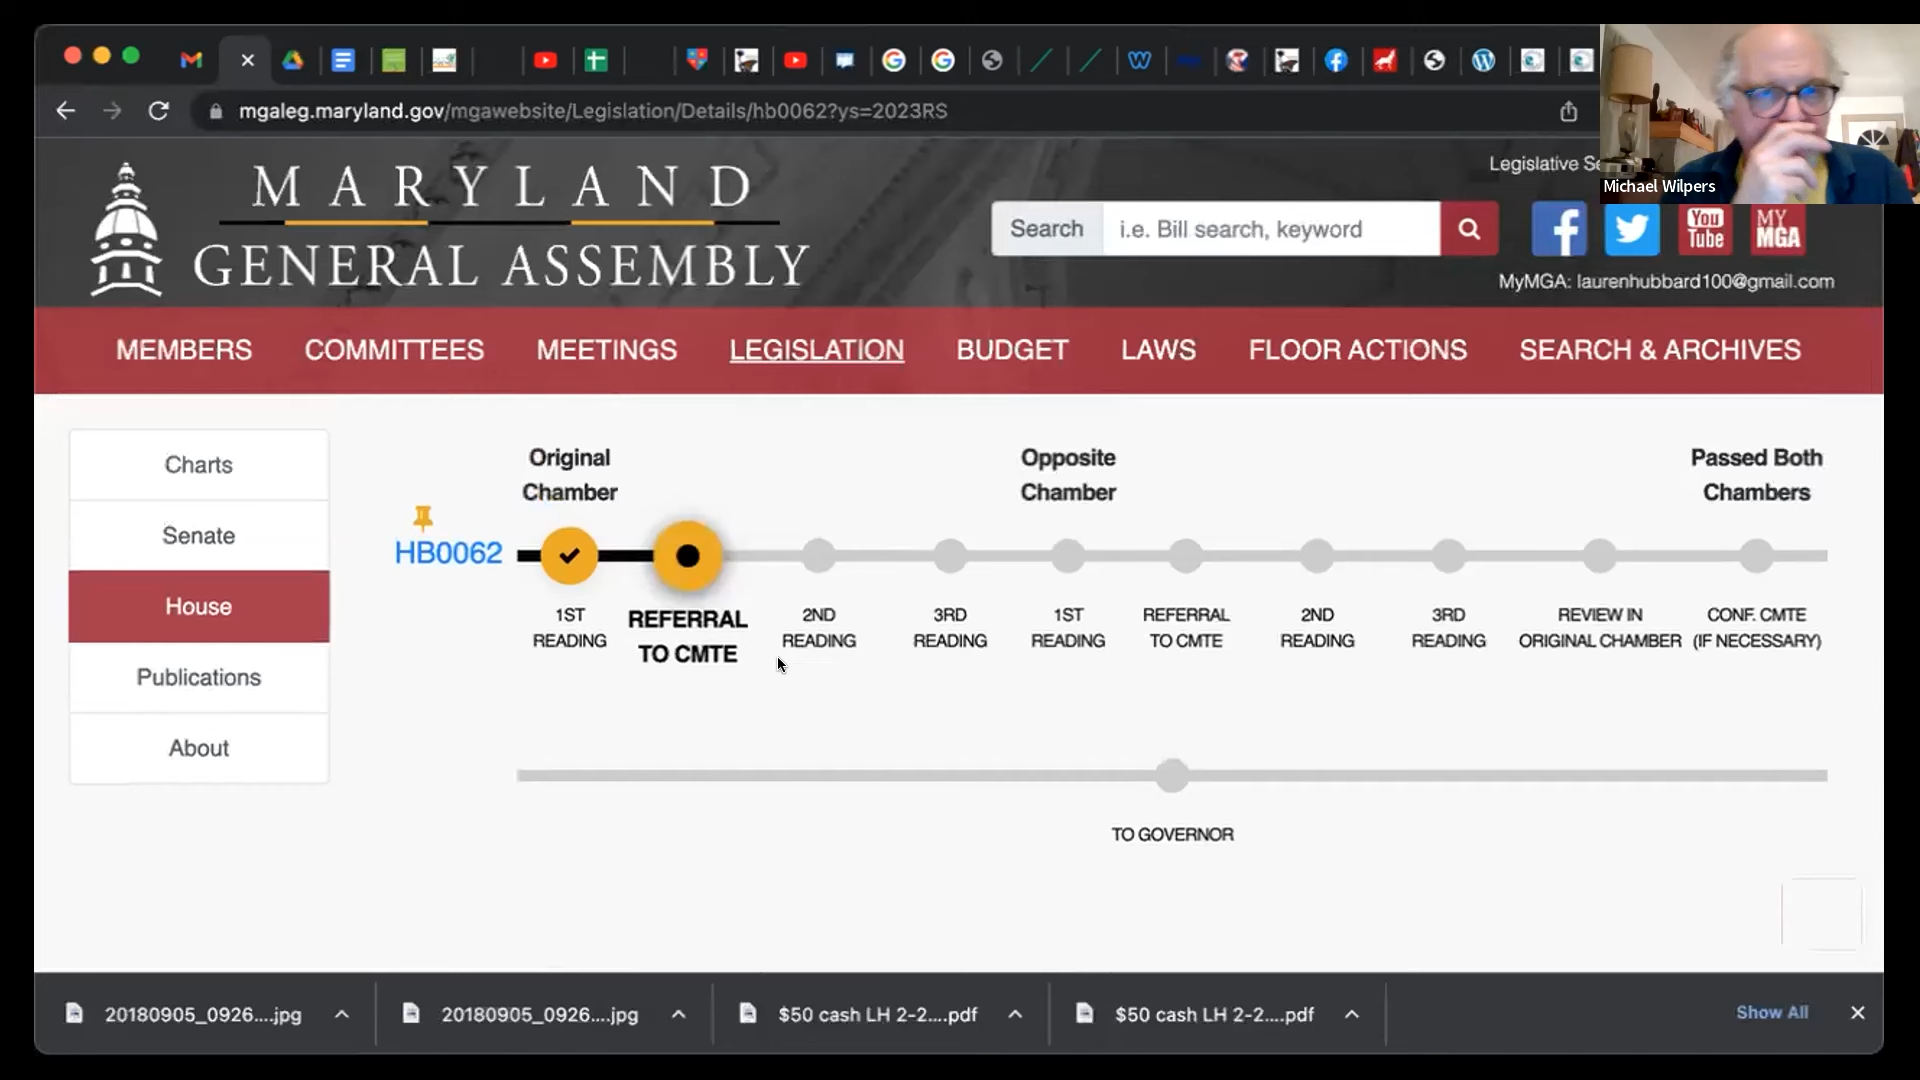 mgaleg.maryland.gov/mgawebsite/Legislation/Details/hb0062?ys=2023RS
Legislative Se
Michael Wilpers
MARYLAND
GENERAL ASSEMBLY
Search
i.e. Bill search, keyword
You
Tube
MY
MGA
MyMGA: laurenhubbard100@gmail.com
MEMBERS
COMMITTEES
MEETINGS
LEGISLATION
BUDGET
LAWS
FLOOR ACTIONS
SEARCH & ARCHIVES
Charts
Senate
House
Publications
About
Original
Chamber
Opposite
Chamber
Passed Both
Chambers
HB0062
1ST
READING
REFERRAL
TO CMTE
2ND
READING
3RD
READING
1ST
READING
REFERRAL
TO CMTE
2ND
READING
3RD
READING
REVIEW IN
ORIGINAL CHAMBER
CONF. CMTE
(IF NECESSARY)
TO GOVERNOR
20180905_0926....jpg
20180905_0926....jpg
$50 cash LH 2-2....pdf
$50 cash LH 2-2....pdf
Show All